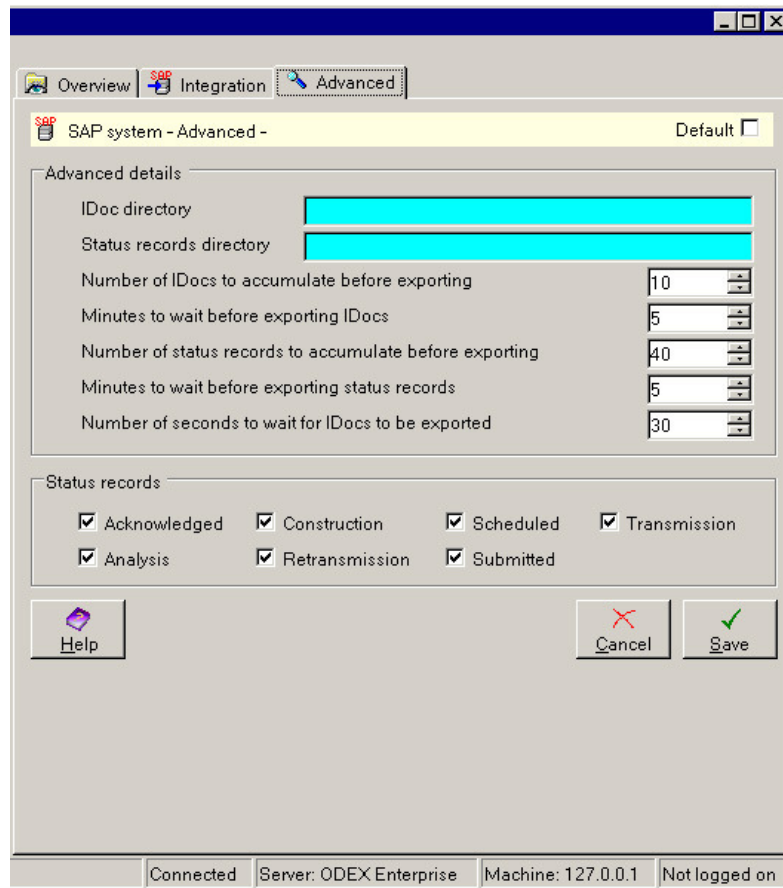 Overview Integration Advanced
SAP system - Advanced - Default
Advanced details
IDoc directory
Status records directory
Number of IDocs to accumulate before exporting 10
Minutes to wait before exporting IDocs 5
Number of status records to accumulate before exporting 40
Minutes to wait before exporting status records 5
Number of seconds to wait for IDocs to be exported 30
Status records
Acknowledged Construction Scheduled Transmission
Analysis Retransmission Submitted
Help Cancel Save
Connected Server: ODEX Enterprise Machine: 127.0.0.1 Not logged on